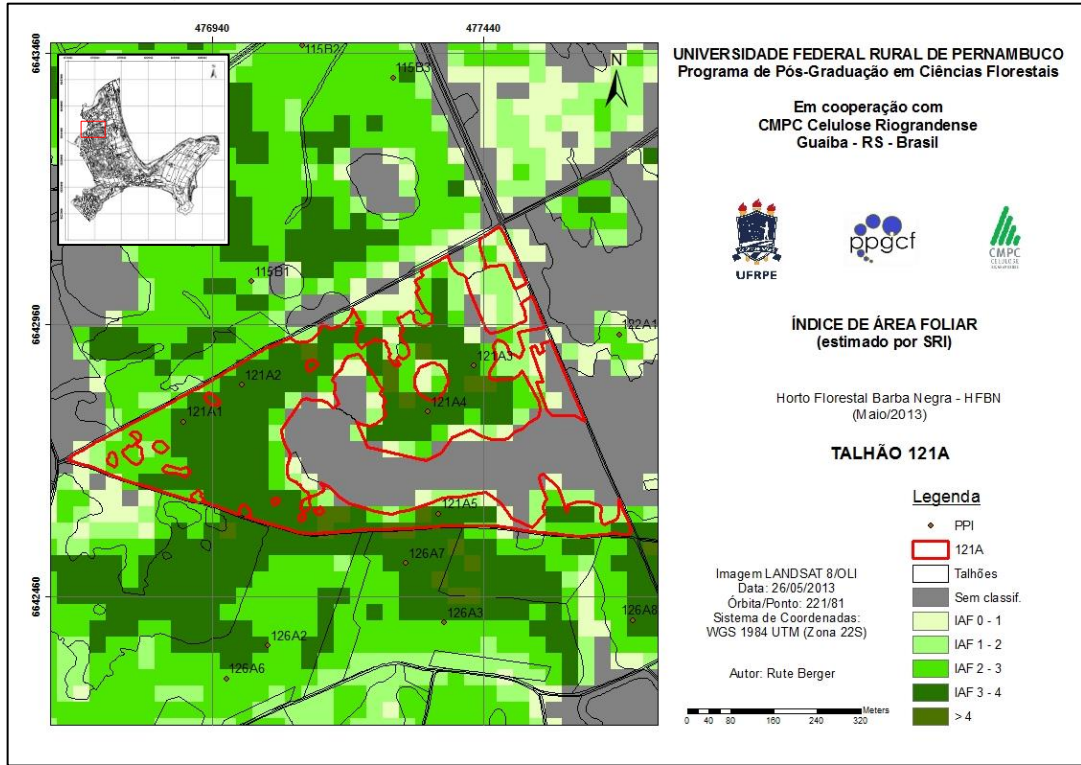 476940
477440
6643460
6642960
6642460
115B2
115B3
N
115B1
122A1
121A3
121A2
121A4
121A1
121A5
126A7
126A3
126A8
126A2
126A6
UNIVERSIDADE FEDERAL RURAL DE PERNAMBUCO
Programa de Pós-Graduação em Ciências Florestais
Em cooperação com
CMPC Celulose Riograndense
Guaiba - RS - Brasil
UFRPE
ppgcf
CMPC
CELULOSE
RIOGRANDENSE
ÍNDICE DE ÁREA FOLIAR
(estimado por SRI)
Horto Florestal Barba Negra - HFBN
(Maio/2013)
TALHÃO 121A
Legenda
PPI
121A
Talhões
Sem classif.
IAF 0 - 1
IAF 1 - 2
IAF 2 - 3
IAF 3 - 4
> 4
Imagem LANDSAT 8/OLI
Data: 26/05/2013
Órbita/Ponto: 221/81
Sistema de Coordenadas:
WGS 1984 UTM (Zona 22S)
Autor: Rute Berger
Meters
0 40 80 160 240 320